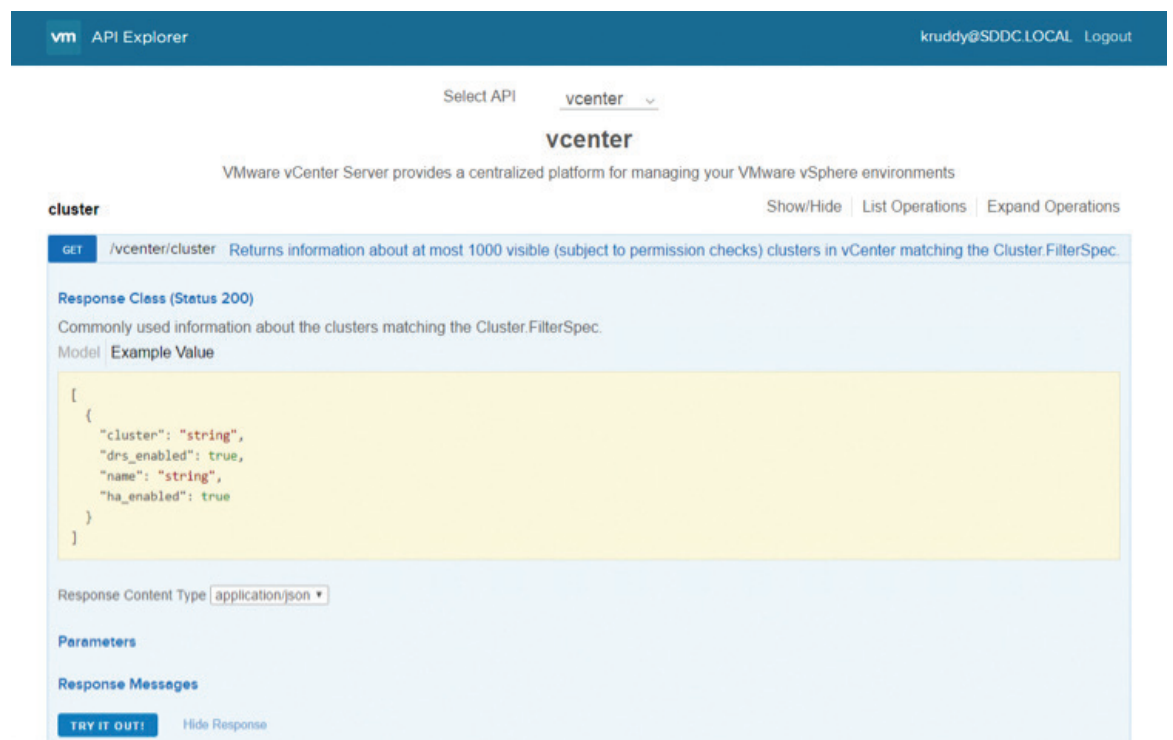 vm API Explorer kruddy@SDDC.LOCAL Logout
Select API vcenter
vcenter
VMware vCenter Server provides a centralized platform for managing your VMware vSphere environments
cluster Show/Hide List Operations Expand Operations
GET /vcenter/cluster Returns information about at most 1000 visible (subject to permission checks) clusters in vCenter matching the Cluster.FilterSpec.
Response Class (Status 200)
Commonly used information about the clusters matching the Cluster.FilterSpec.
Model Example Value
[
{
"cluster": "string",
"drs_enabled": true,
"name": "string",
"ha_enabled": true
}
]
Response Content Type application/json
Parameters
Response Messages
TRY IT OUT! Hide Response